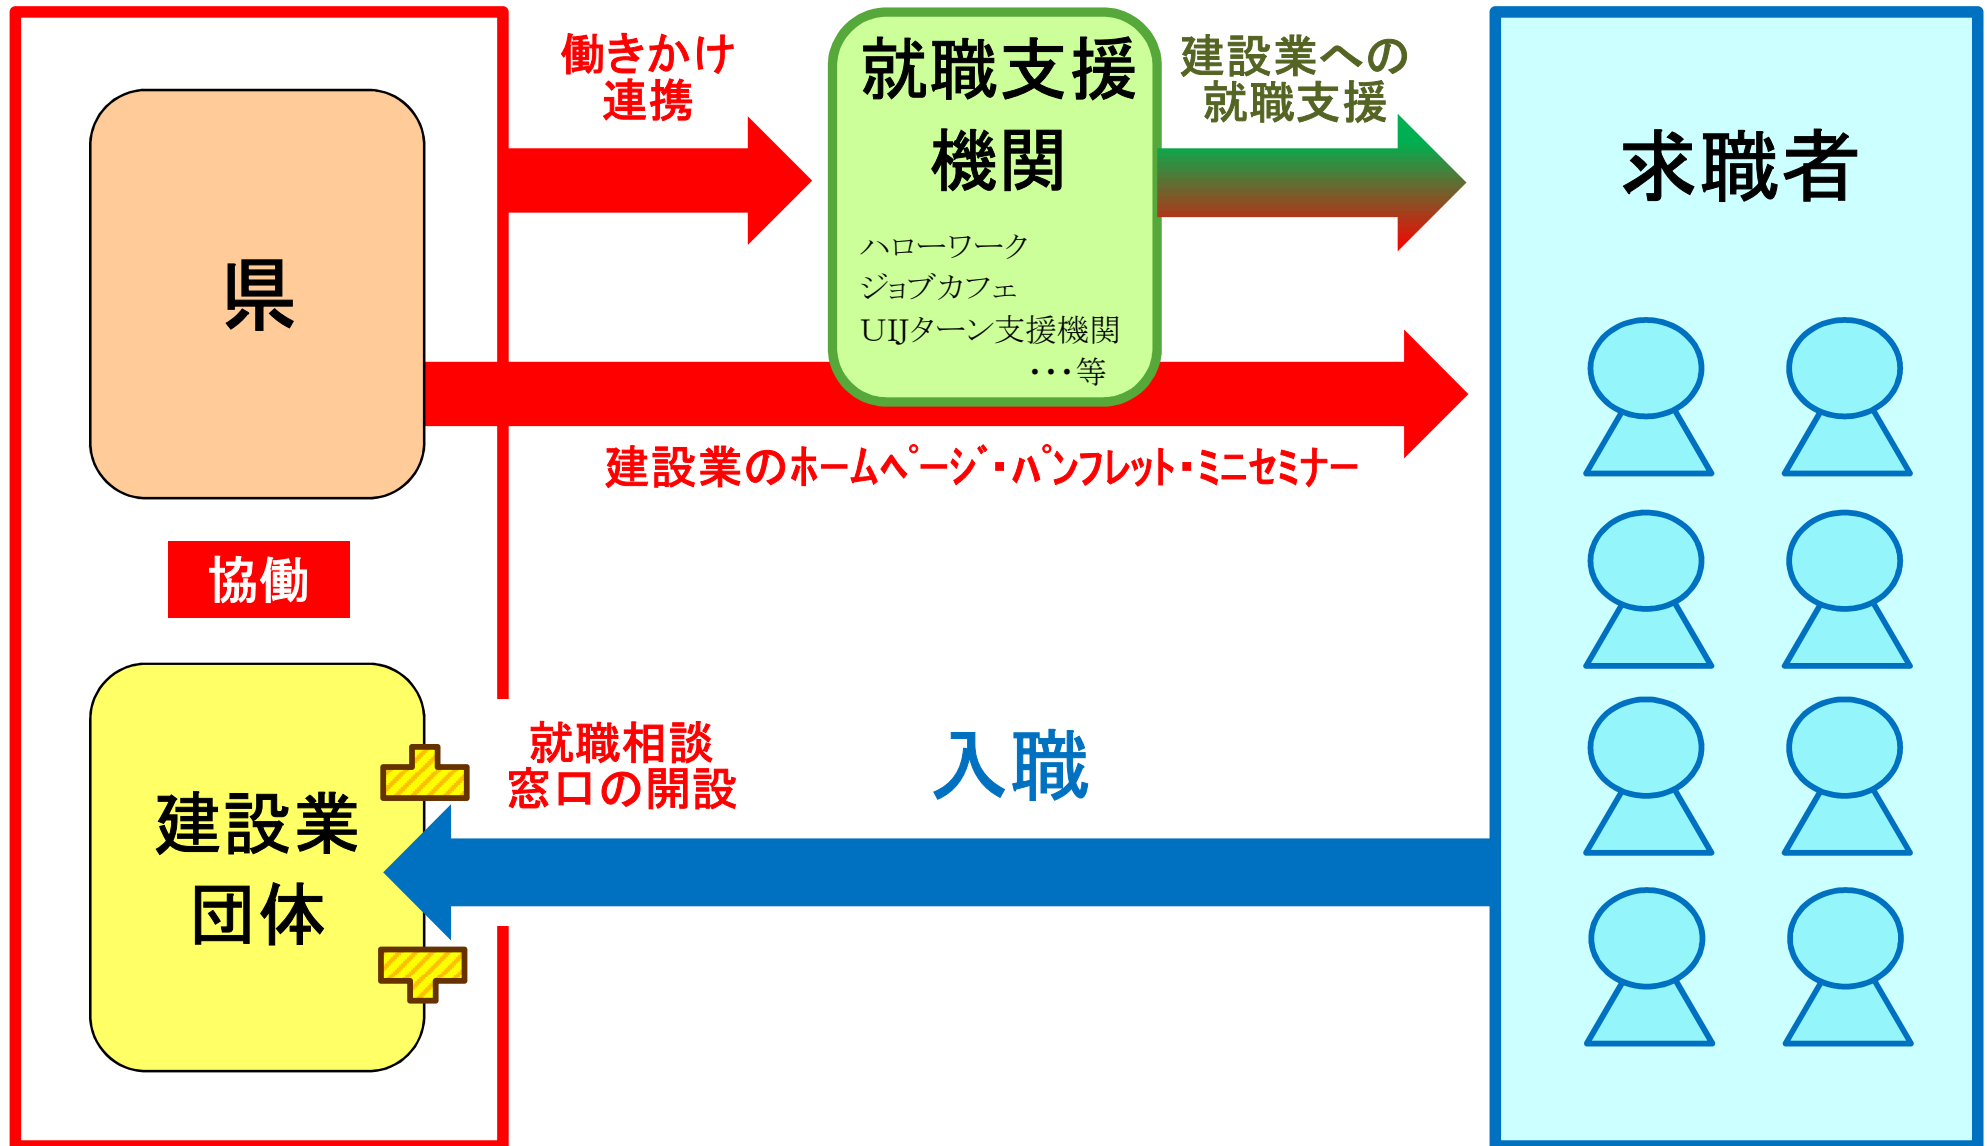 働きかけ
連携
就職支援
機関
ハローワーク
ジョブカフェ
UIJターン支援機関
・・・等
建設業への
就職支援
求職者
県
建設業のホームページ・パンフレット・ミニセミナー
協働
就職相談
窓口の開設
入職
建設業
団体